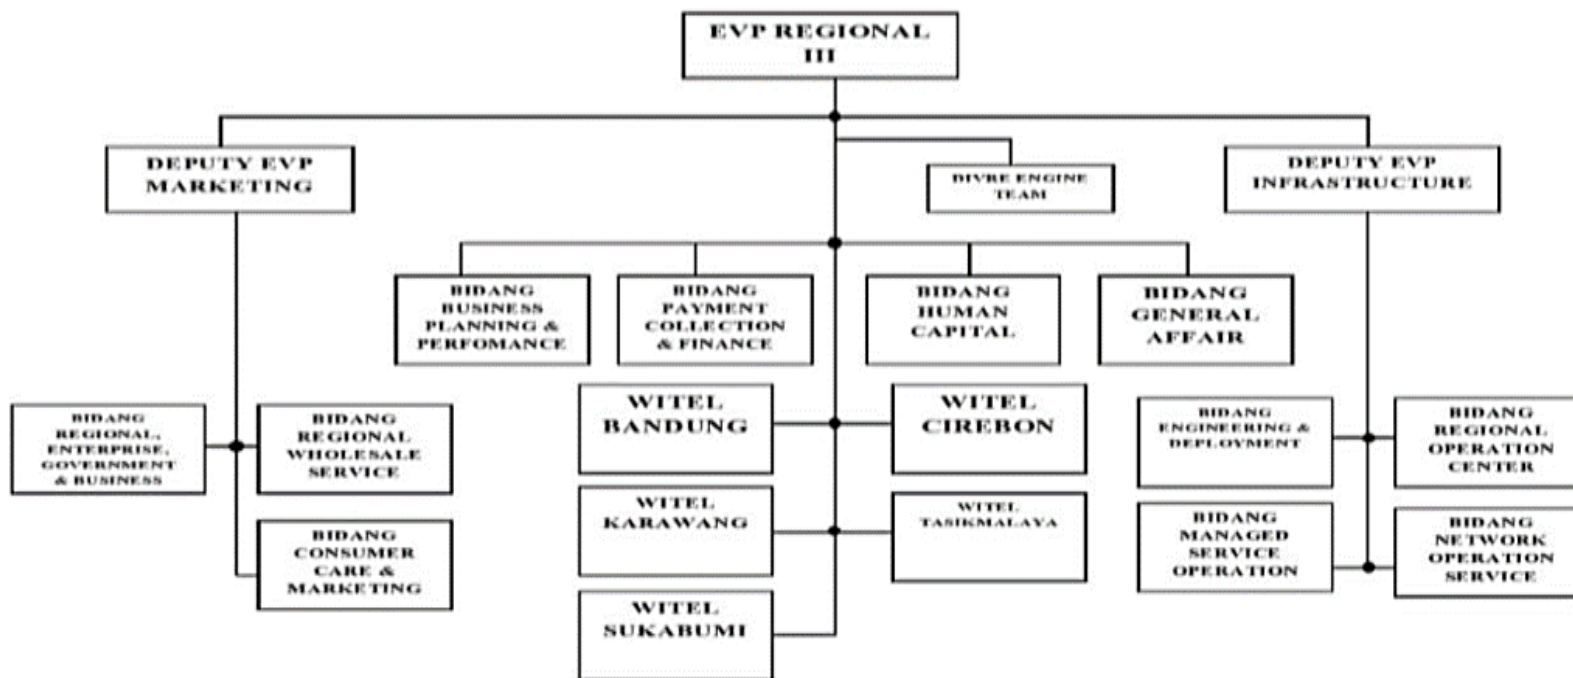 EVP REGIONAL
III
DEPUTY EVP
MARKETING
DIVRE ENGINE
TEAM
DEPUTY EVP
INFRASTRUCTURE
BIDANG
BUSINESS
PLANNING &
PERFOMANCE
BIDANG
PAYMENT
COLLECTION
& FINANCE
BIDANG
HUMAN
CAPITAL
BIDANG
GENERAL
AFFAIR
BIDANG
REGIONAL,
ENTERPRISE,
GOVERNMENT
& BUSINESS
BIDANG
REGIONAL
WHOLESALE
SERVICE
BIDANG
CONSUMER
CARE &
MARKETING
WITEL
BANDUNG
WITEL
CIREBON
WITEL
KARAWANG
WITEL
TASIKMALAYA
WITEL
SUKABUMI
BIDANG
ENGINEERING &
DEPLOYMENT
BIDANG
REGIONAL
OPERATION
CENTER
BIDANG
MANAGED
SERVICE
OPERATION
BIDANG
NETWORK
OPERATION
SERVICE